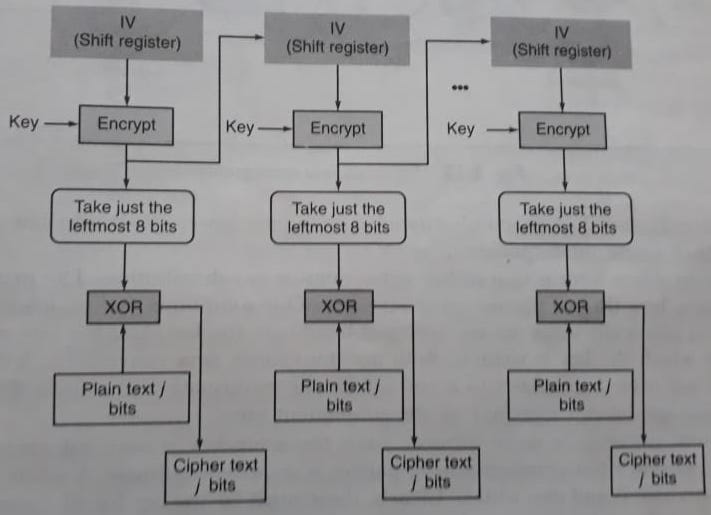 IV
(Shift register)
IV
(Shift register)
IV
(Shift register)
...
Key
Encrypt
Key
Encrypt
Key
Encrypt
Take just the
leftmost 8 bits
Take just the
leftmost 8 bits
Take just the
leftmost 8 bits
XOR
XOR
XOR
Plain text j
bits
Plain text j
bits
Plain text j
bits
Cipher text
j bits
Cipher text
j bits
Cipher text
j bits